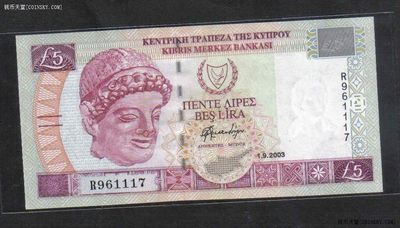 钱币天堂(COINSKY.COM)
£5
ΚΕΝΤΡΙΚΗ ΤΡΑΠΕΖΑ ΤΗΣ ΚΥΠΡΟΥ
KIBRIS MERKEZ BANKASI
R961117
ΠΕΝΤΕ ΛΙΡΕΣ
BEŞ LİRA
1.9.2003
R961117
£5
钱币天堂(COINSKY.COM)